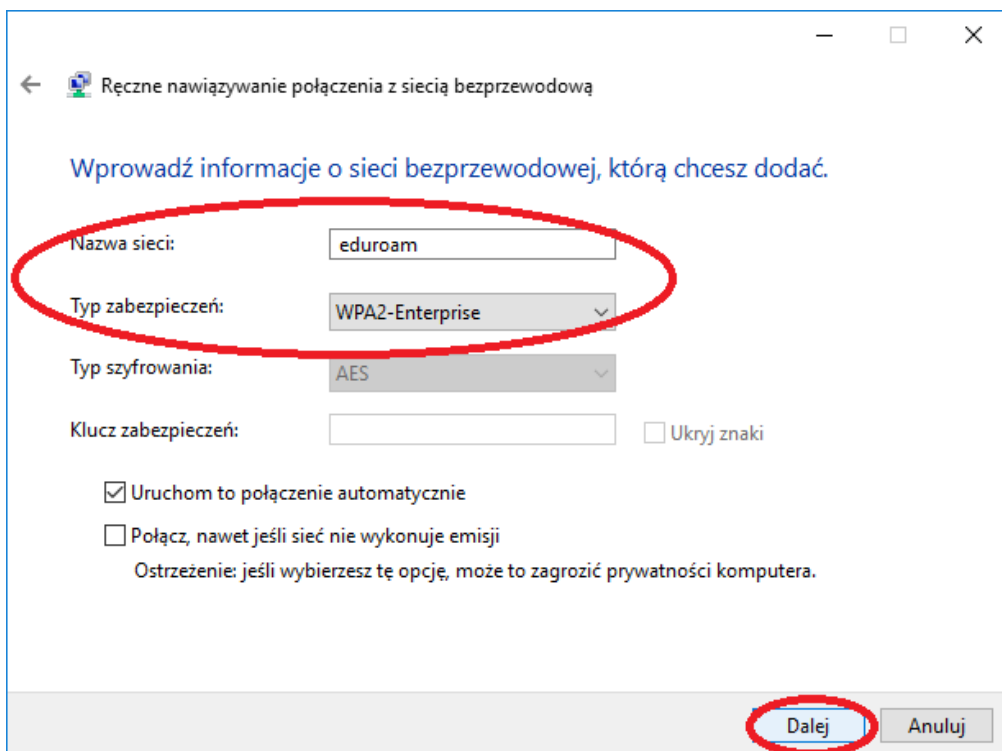 Ręczne nawiązywanie połączenia z siecią bezprzewodową
Wprowadź informacje o sieci bezprzewodowej, którą chcesz dodać.
Nazwa sieci: eduroam
Typ zabezpieczeń: WPA2-Enterprise
Typ szyfrowania: AES
Klucz zabezpieczeń: Ukryj znaki
Uruchom to połączenie automatycznie
Połącz, nawet jeśli sieć nie wykonuje emisji
Ostrzeżenie: jeśli wybierzesz tę opcję, może to zagrozić prywatności komputera.
Dalej Anuluj